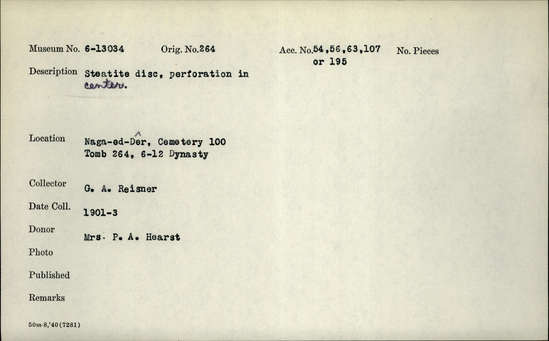 Museum No. 6-13034 Orig. No. 264 Acc. No. 54,56,63,107 No. Pieces
or 195
Description Steatite disc, perforation in
center.
Location Naga-ed-Dêr, Cemetery 100
Tomb 264, 6-12 Dynasty
Collector G. A. Reisner
Date Coll. 1901-3
Donor Mrs. P. A. Hearst
Photo
Published
Remarks
50m-8,'40(7281)